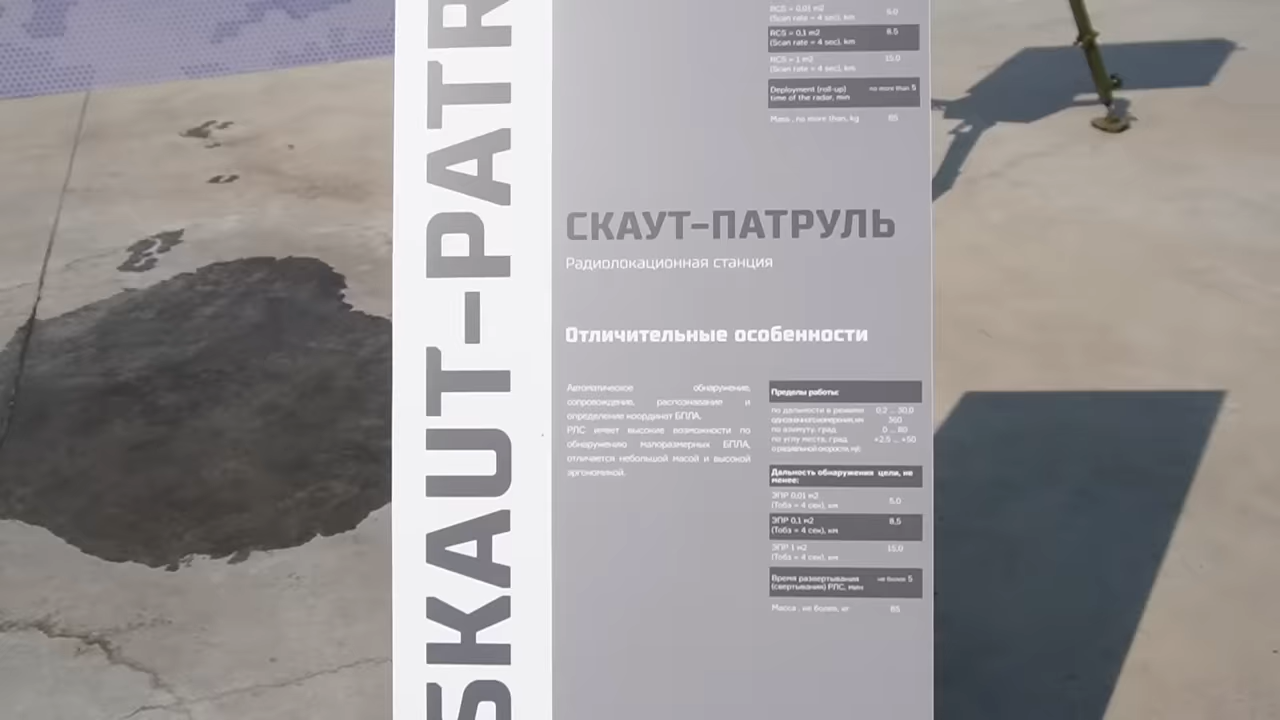 SKAUT-PATR
RCS = 0,01 m2
(Scan rate = 4 sec), km
5.0
RCS = 0,1 m2
(Scan rate = 4 sec), km
8.5
RCS = 1 m2
(Scan rate = 4 sec), km
15.0
Deployment (roll-up)
time of the radar, min
no more than 5
Mass , no more than, kg
85
СКАУТ-ПАТРУЛЬ
Радиолокационная станция
Отличительные особенности
Автоматическое обнаружение,
сопровождение, распознавание и
определение координат БПЛА.
РЛС имеет высокие возможности по
обнаружению малоразмерных БПЛА,
отличается небольшой масой и высокой
эргономикой.
Пределы работы:
по дальности в режиме
0,2 ... 30,0
360
по азимуту, град
по углу места, град
Дальность обнаружения цели, не
менее:
ЭПР 0,01 м2
(Тобз = 4 сек), км
5,0
ЭПР 0,1 м2
(Тобз = 4 сек), км
8,5
ЭПР 1 м2
(Тобз = 4 сек), км
15,0
Время развертывания
(свертывания) РЛС, мин
не более 5
Масса , не более, кг
85